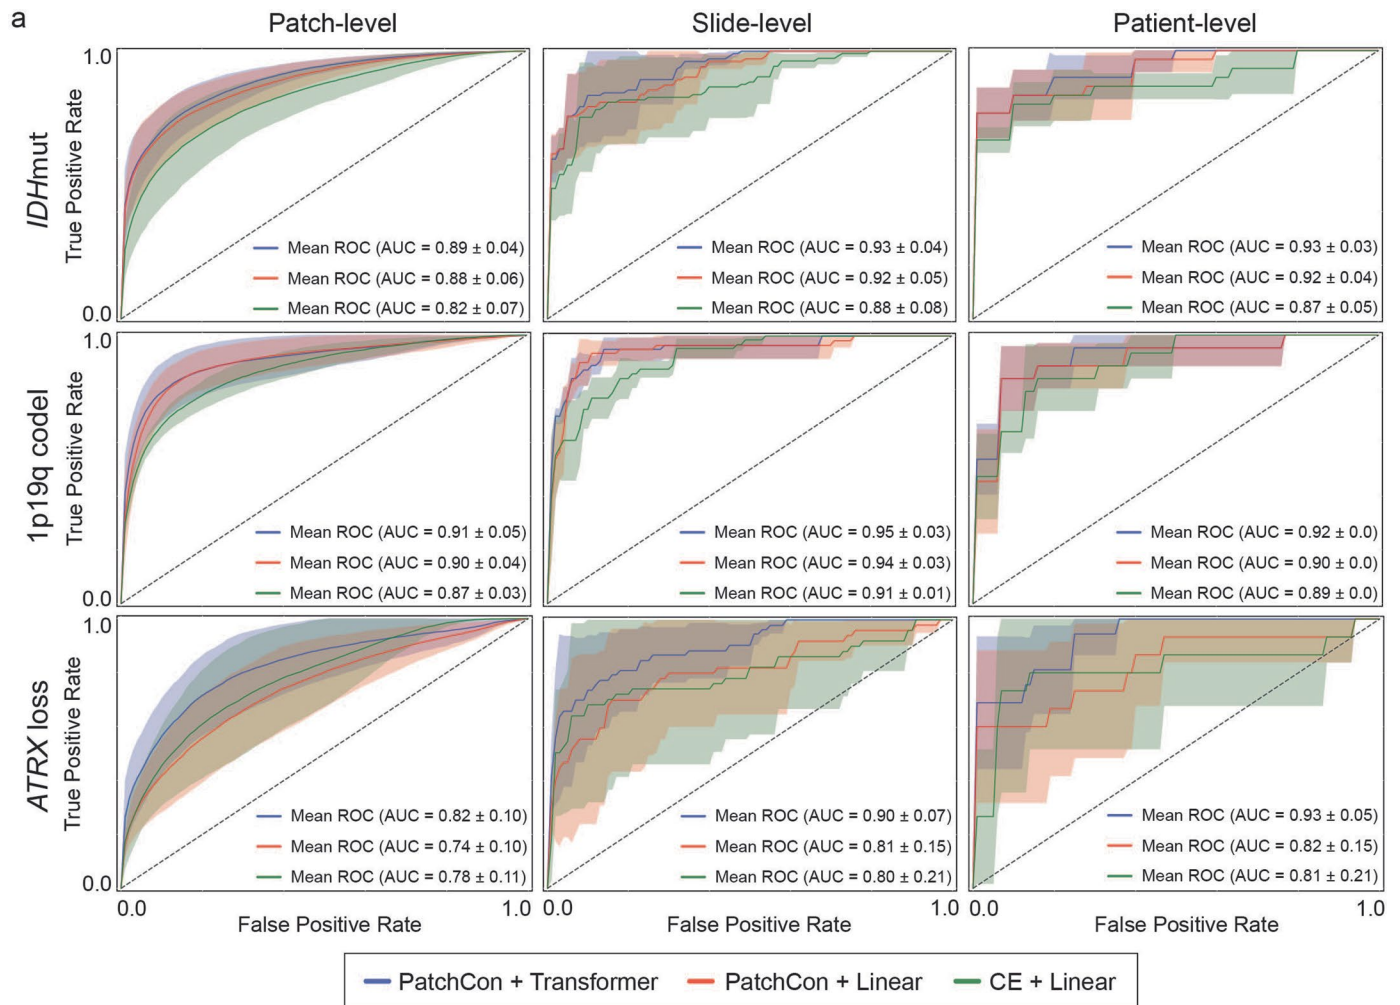 a
Patch-level
Slide-level
Patient-level
IDHmut
True Positive Rate
1.0
0.0
Mean ROC (AUC = 0.89 ± 0.04)
Mean ROC (AUC = 0.88 ± 0.06)
Mean ROC (AUC = 0.82 ± 0.07)
Mean ROC (AUC = 0.93 ± 0.04)
Mean ROC (AUC = 0.92 ± 0.05)
Mean ROC (AUC = 0.88 ± 0.08)
Mean ROC (AUC = 0.93 ± 0.03)
Mean ROC (AUC = 0.92 ± 0.04)
Mean ROC (AUC = 0.87 ± 0.05)
1p19q codel
True Positive Rate
1.0
0.0
Mean ROC (AUC = 0.91 ± 0.05)
Mean ROC (AUC = 0.90 ± 0.04)
Mean ROC (AUC = 0.87 ± 0.03)
Mean ROC (AUC = 0.95 ± 0.03)
Mean ROC (AUC = 0.94 ± 0.03)
Mean ROC (AUC = 0.91 ± 0.01)
Mean ROC (AUC = 0.92 ± 0.0)
Mean ROC (AUC = 0.90 ± 0.0)
Mean ROC (AUC = 0.89 ± 0.0)
ATRX loss
True Positive Rate
1.0
0.0
Mean ROC (AUC = 0.82 ± 0.10)
Mean ROC (AUC = 0.74 ± 0.10)
Mean ROC (AUC = 0.78 ± 0.11)
Mean ROC (AUC = 0.90 ± 0.07)
Mean ROC (AUC = 0.81 ± 0.15)
Mean ROC (AUC = 0.80 ± 0.21)
Mean ROC (AUC = 0.93 ± 0.05)
Mean ROC (AUC = 0.82 ± 0.15)
Mean ROC (AUC = 0.81 ± 0.21)
0.0 1.0
0.0 1.0
0.0 1.0
False Positive Rate
False Positive Rate
False Positive Rate
PatchCon + Transformer
PatchCon + Linear
CE + Linear